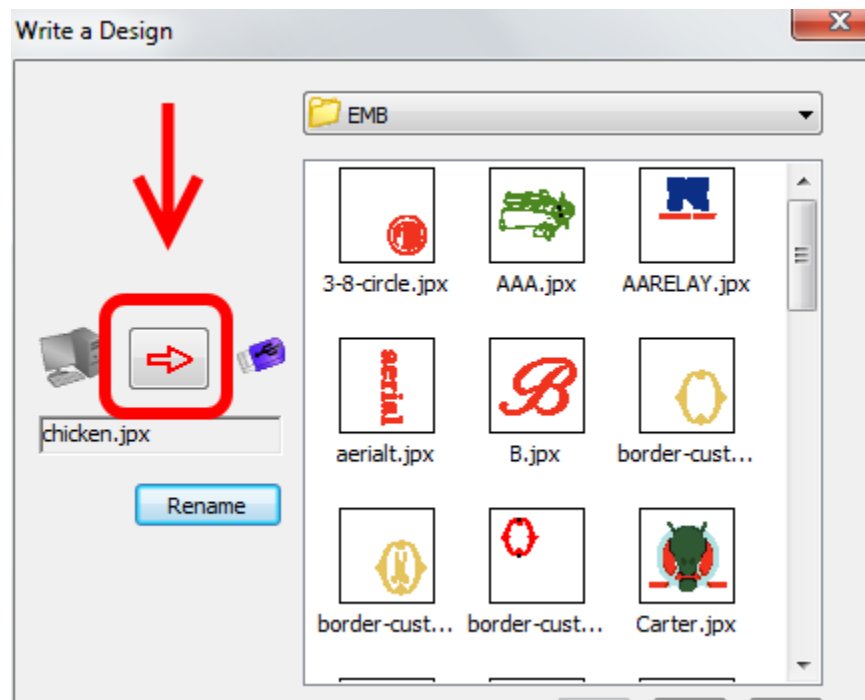 Write a Design
EMB
3-8-circle.jpx
AAA.jpx
AARELAY.jpx
aerial
B
aerialt.jpx
B.jpx
border-cust...
chicken.jpx
Rename
border-cust...
border-cust...
Carter.jpx